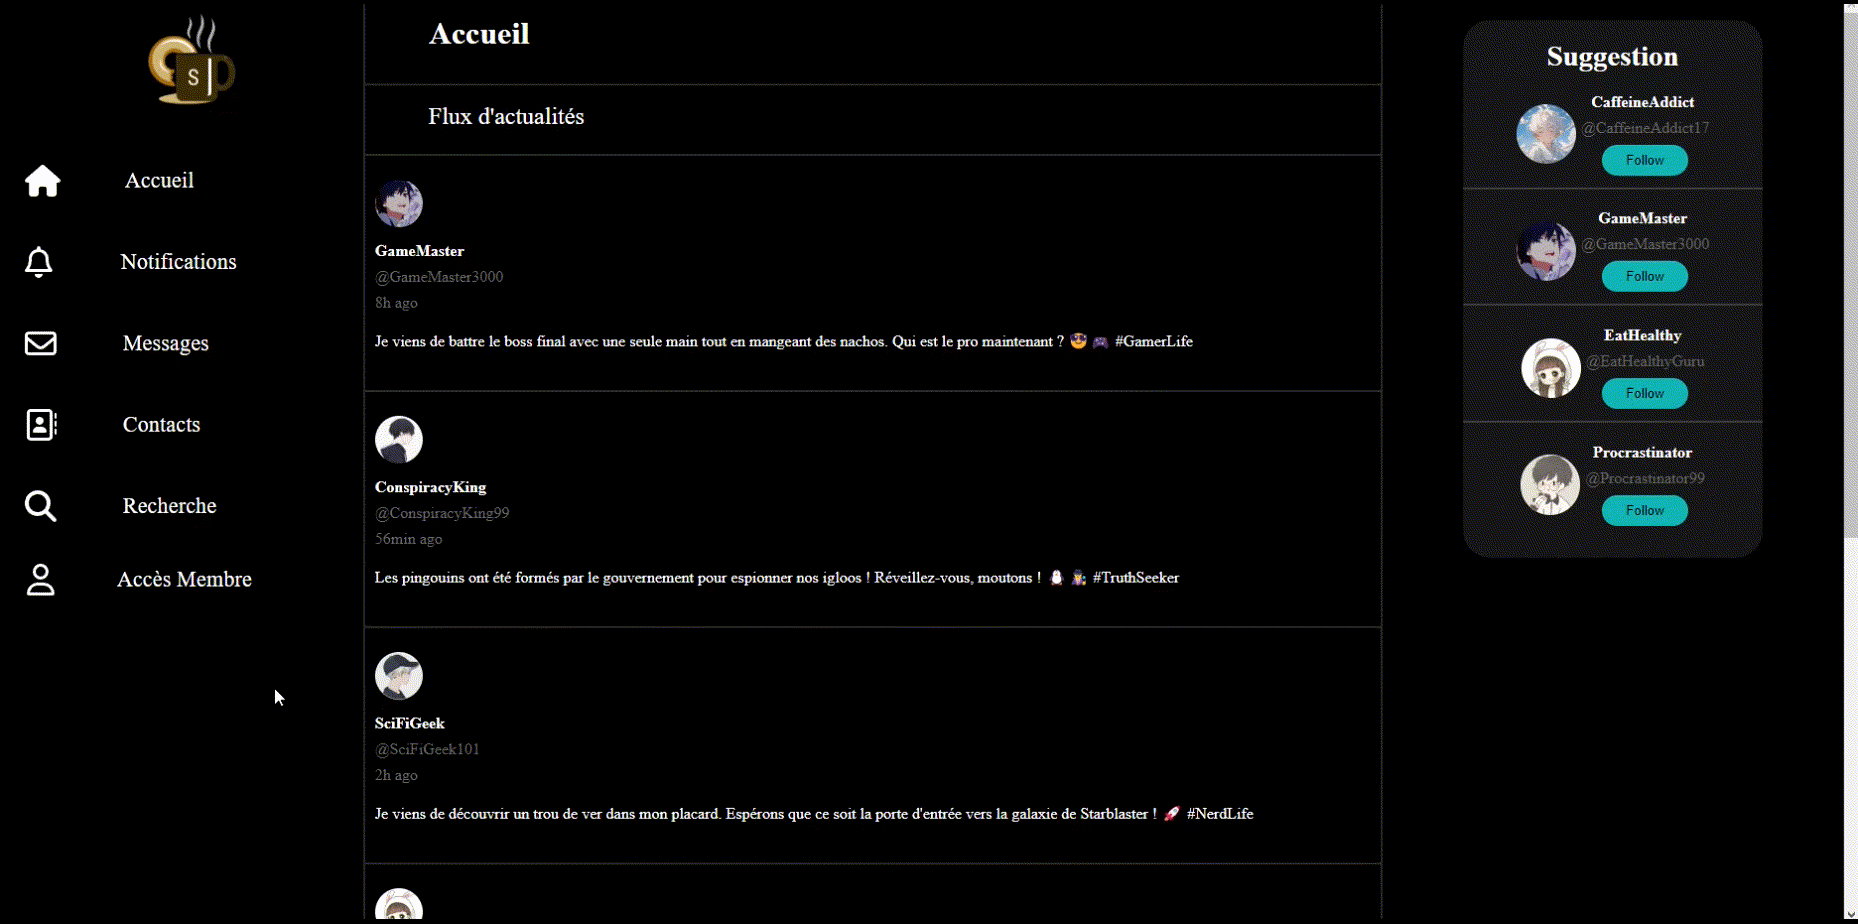 S
Accueil
Notifications
Messages
Contacts
Recherche
Accès Membre
Accueil
Flux d'actualités
GameMaster
@GameMaster3000
8h ago
Je viens de battre le boss final avec une seule main tout en mangeant des nachos. Qui est le pro maintenant ? 😎 🎮 #GamerLife
ConspiracyKing
@ConspiracyKing99
56min ago
Les pingouins ont été formés par le gouvernement pour espionner nos igloos ! Réveillez-vous, moutons ! 🐧 🕵️‍♂️ #TruthSeeker
SciFiGeek
@SciFiGeek101
2h ago
Je viens de découvrir un trou de ver dans mon placard. Espérons que ce soit la porte d'entrée vers la galaxie de Starblaster ! 🚀 #NerdLife
Suggestion
CaffeineAddict
@CaffeineAddict17
Follow
GameMaster
@GameMaster3000
Follow
EatHealthy
@EatHealthyGuru
Follow
Procrastinator
@Procrastinator99
Follow